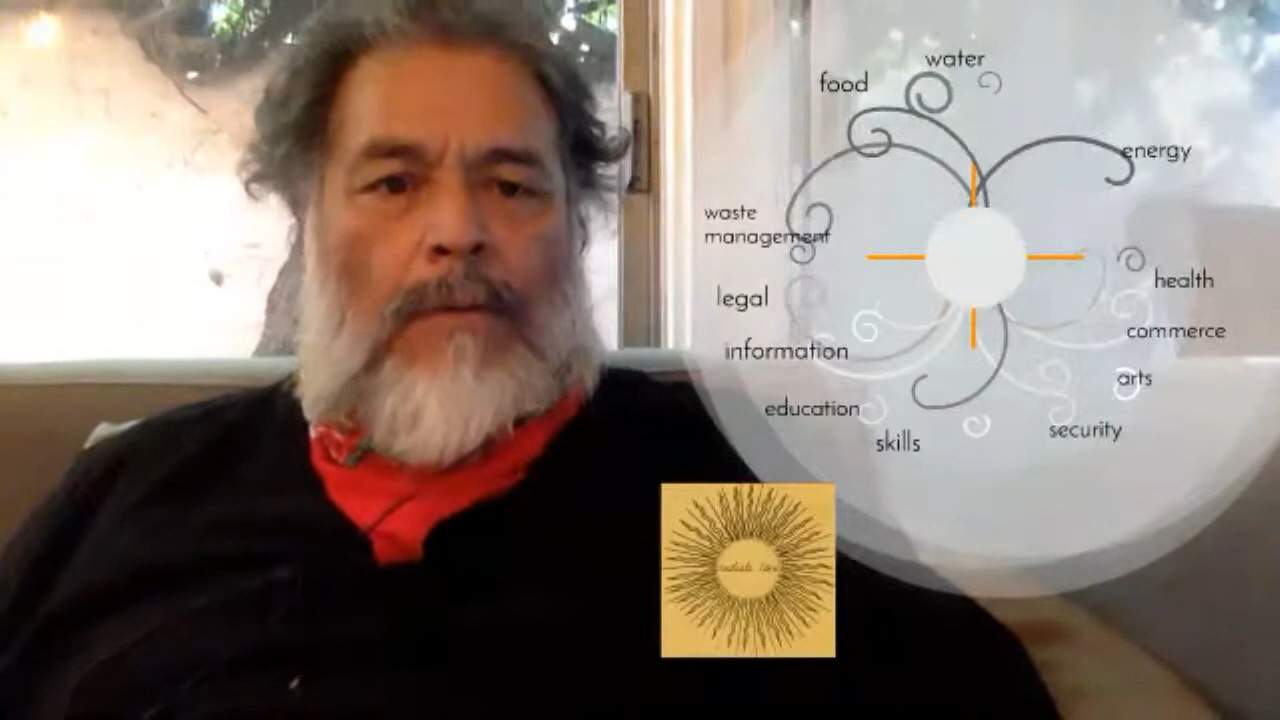 water
food
energy
waste
management
legal
health
information
commerce
arts
education
skills
security